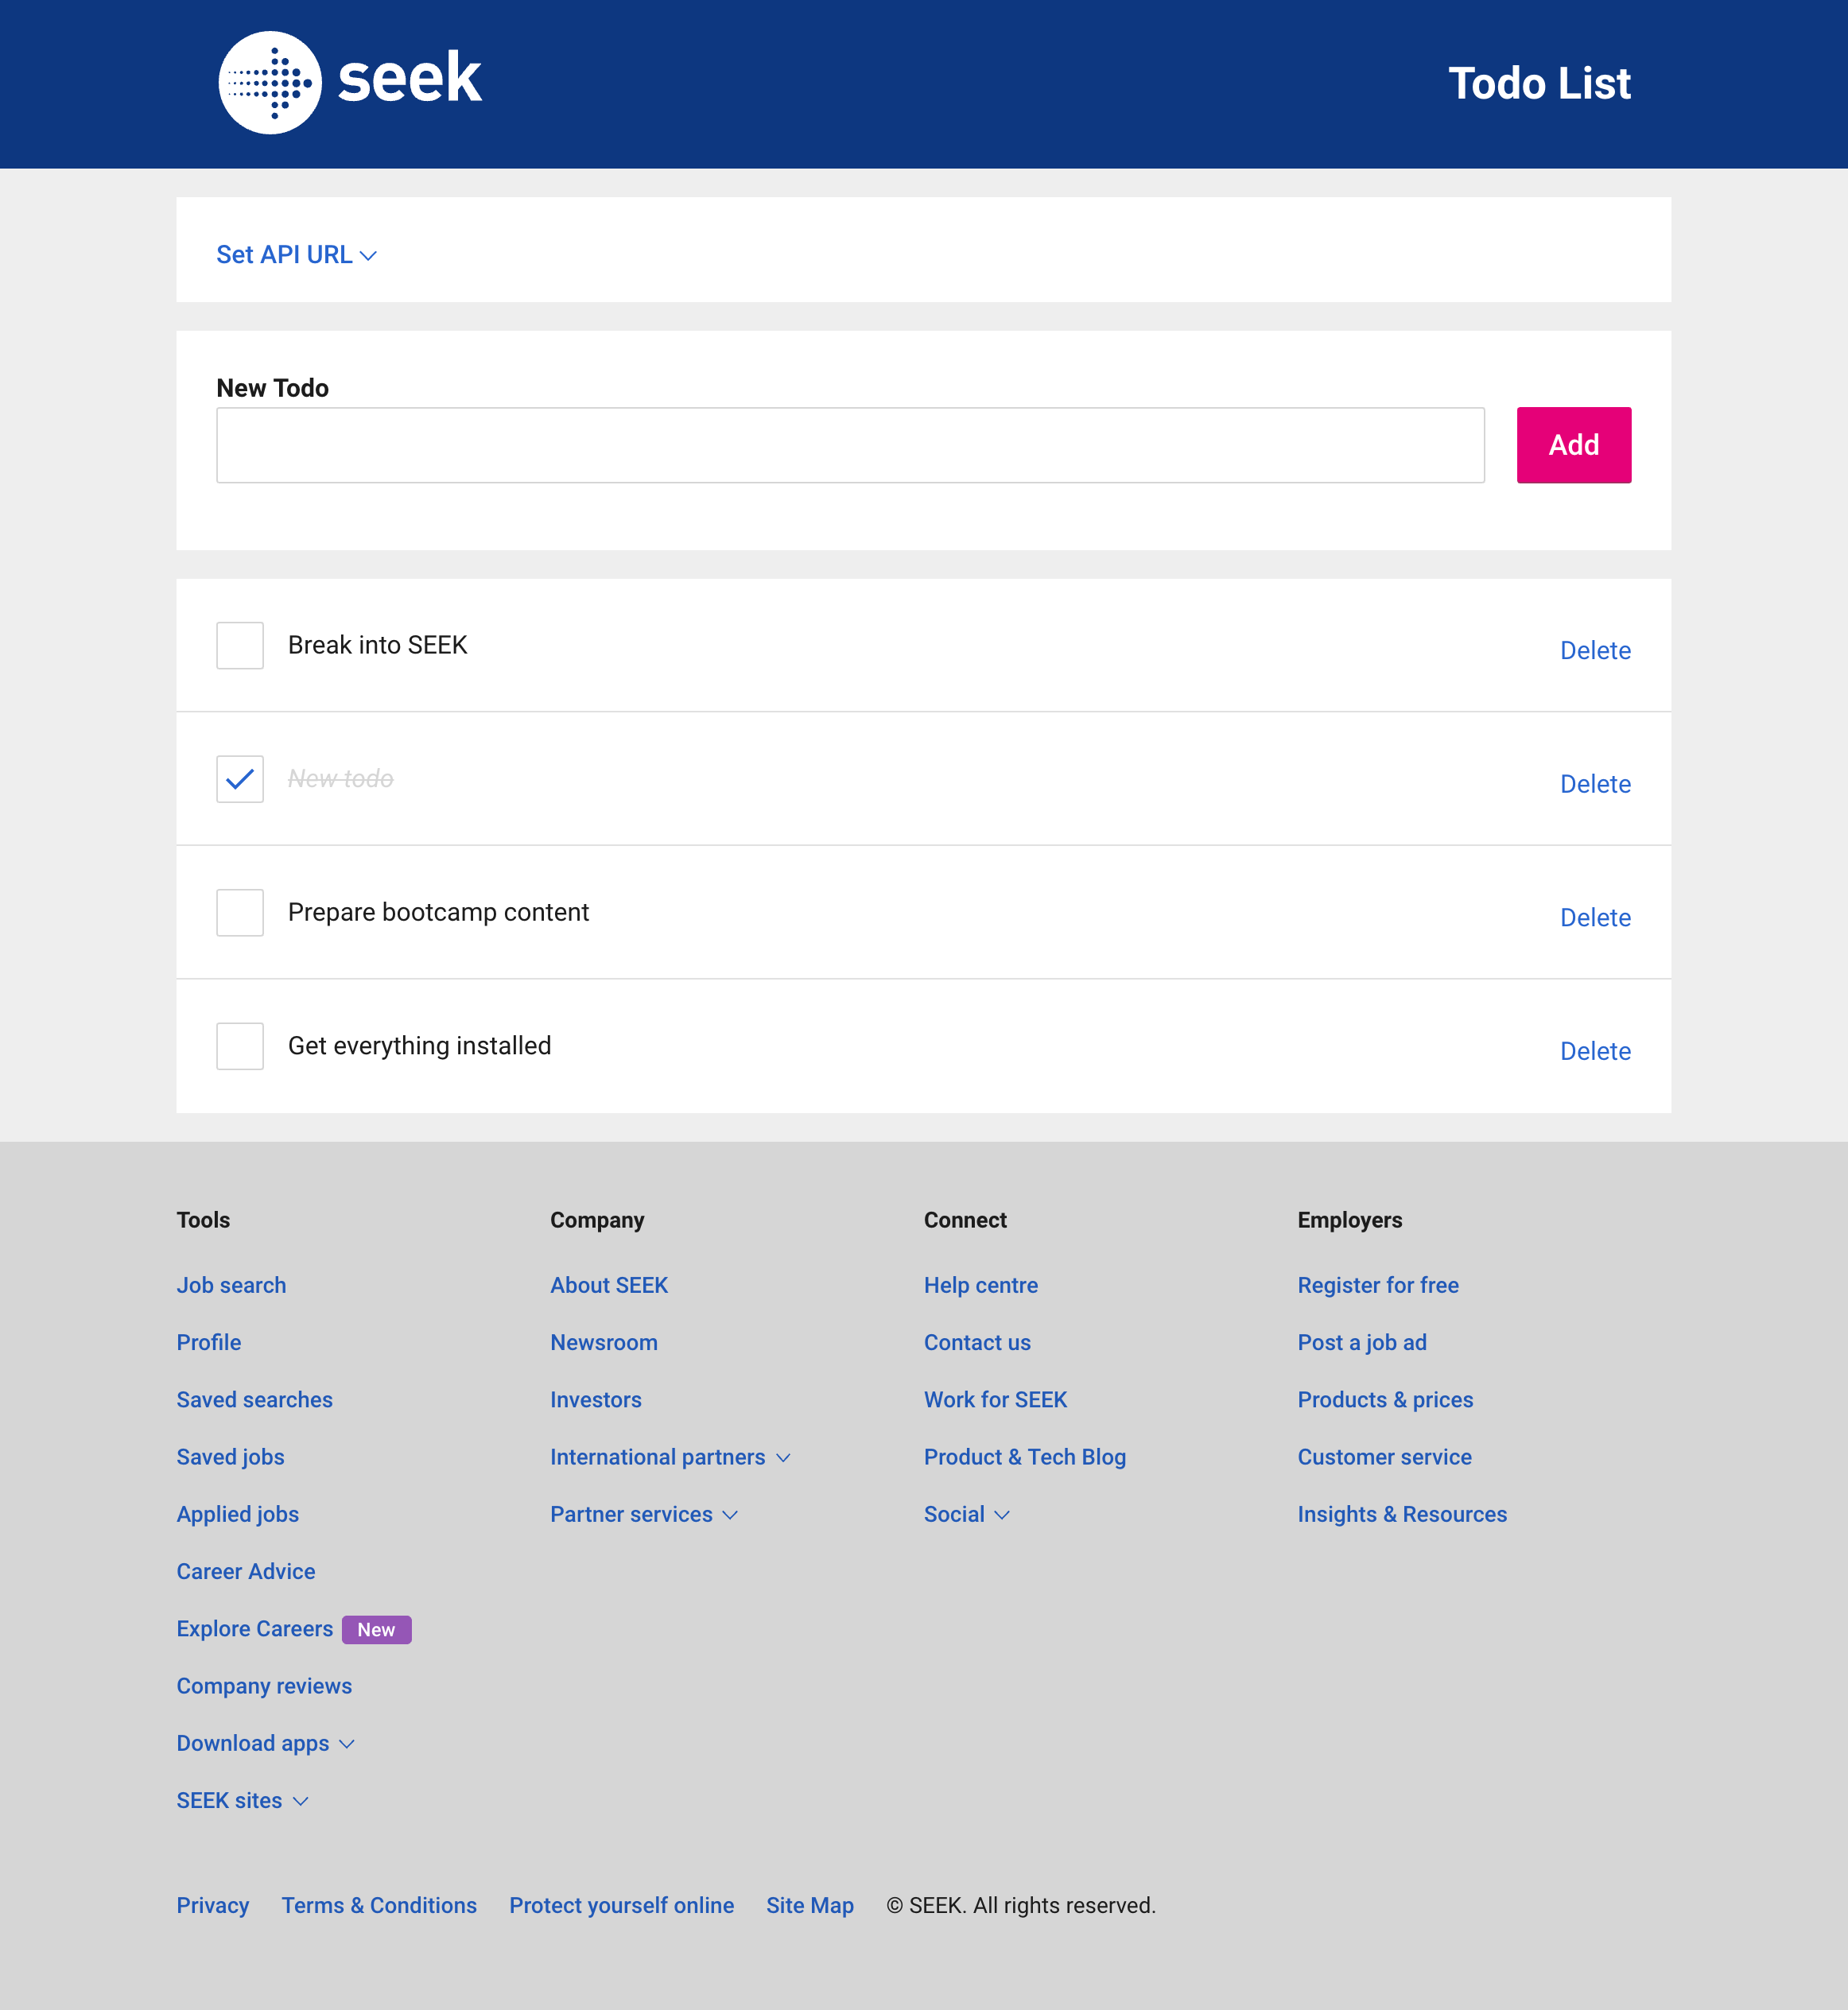 seek
Todo List
Set API URL
New Todo
Add
Break into SEEK
Delete
New todo
Delete
Prepare bootcamp content
Delete
Get everything installed
Delete
Tools
Job search
Profile
Saved searches
Saved jobs
Applied jobs
Career Advice
Explore Careers New
Company reviews
Download apps
SEEK sites
Company
About SEEK
Newsroom
Investors
International partners
Partner services
Connect
Help centre
Contact us
Work for SEEK
Product & Tech Blog
Social
Employers
Register for free
Post a job ad
Products & prices
Customer service
Insights & Resources
Privacy Terms & Conditions Protect yourself online Site Map © SEEK. All rights reserved.